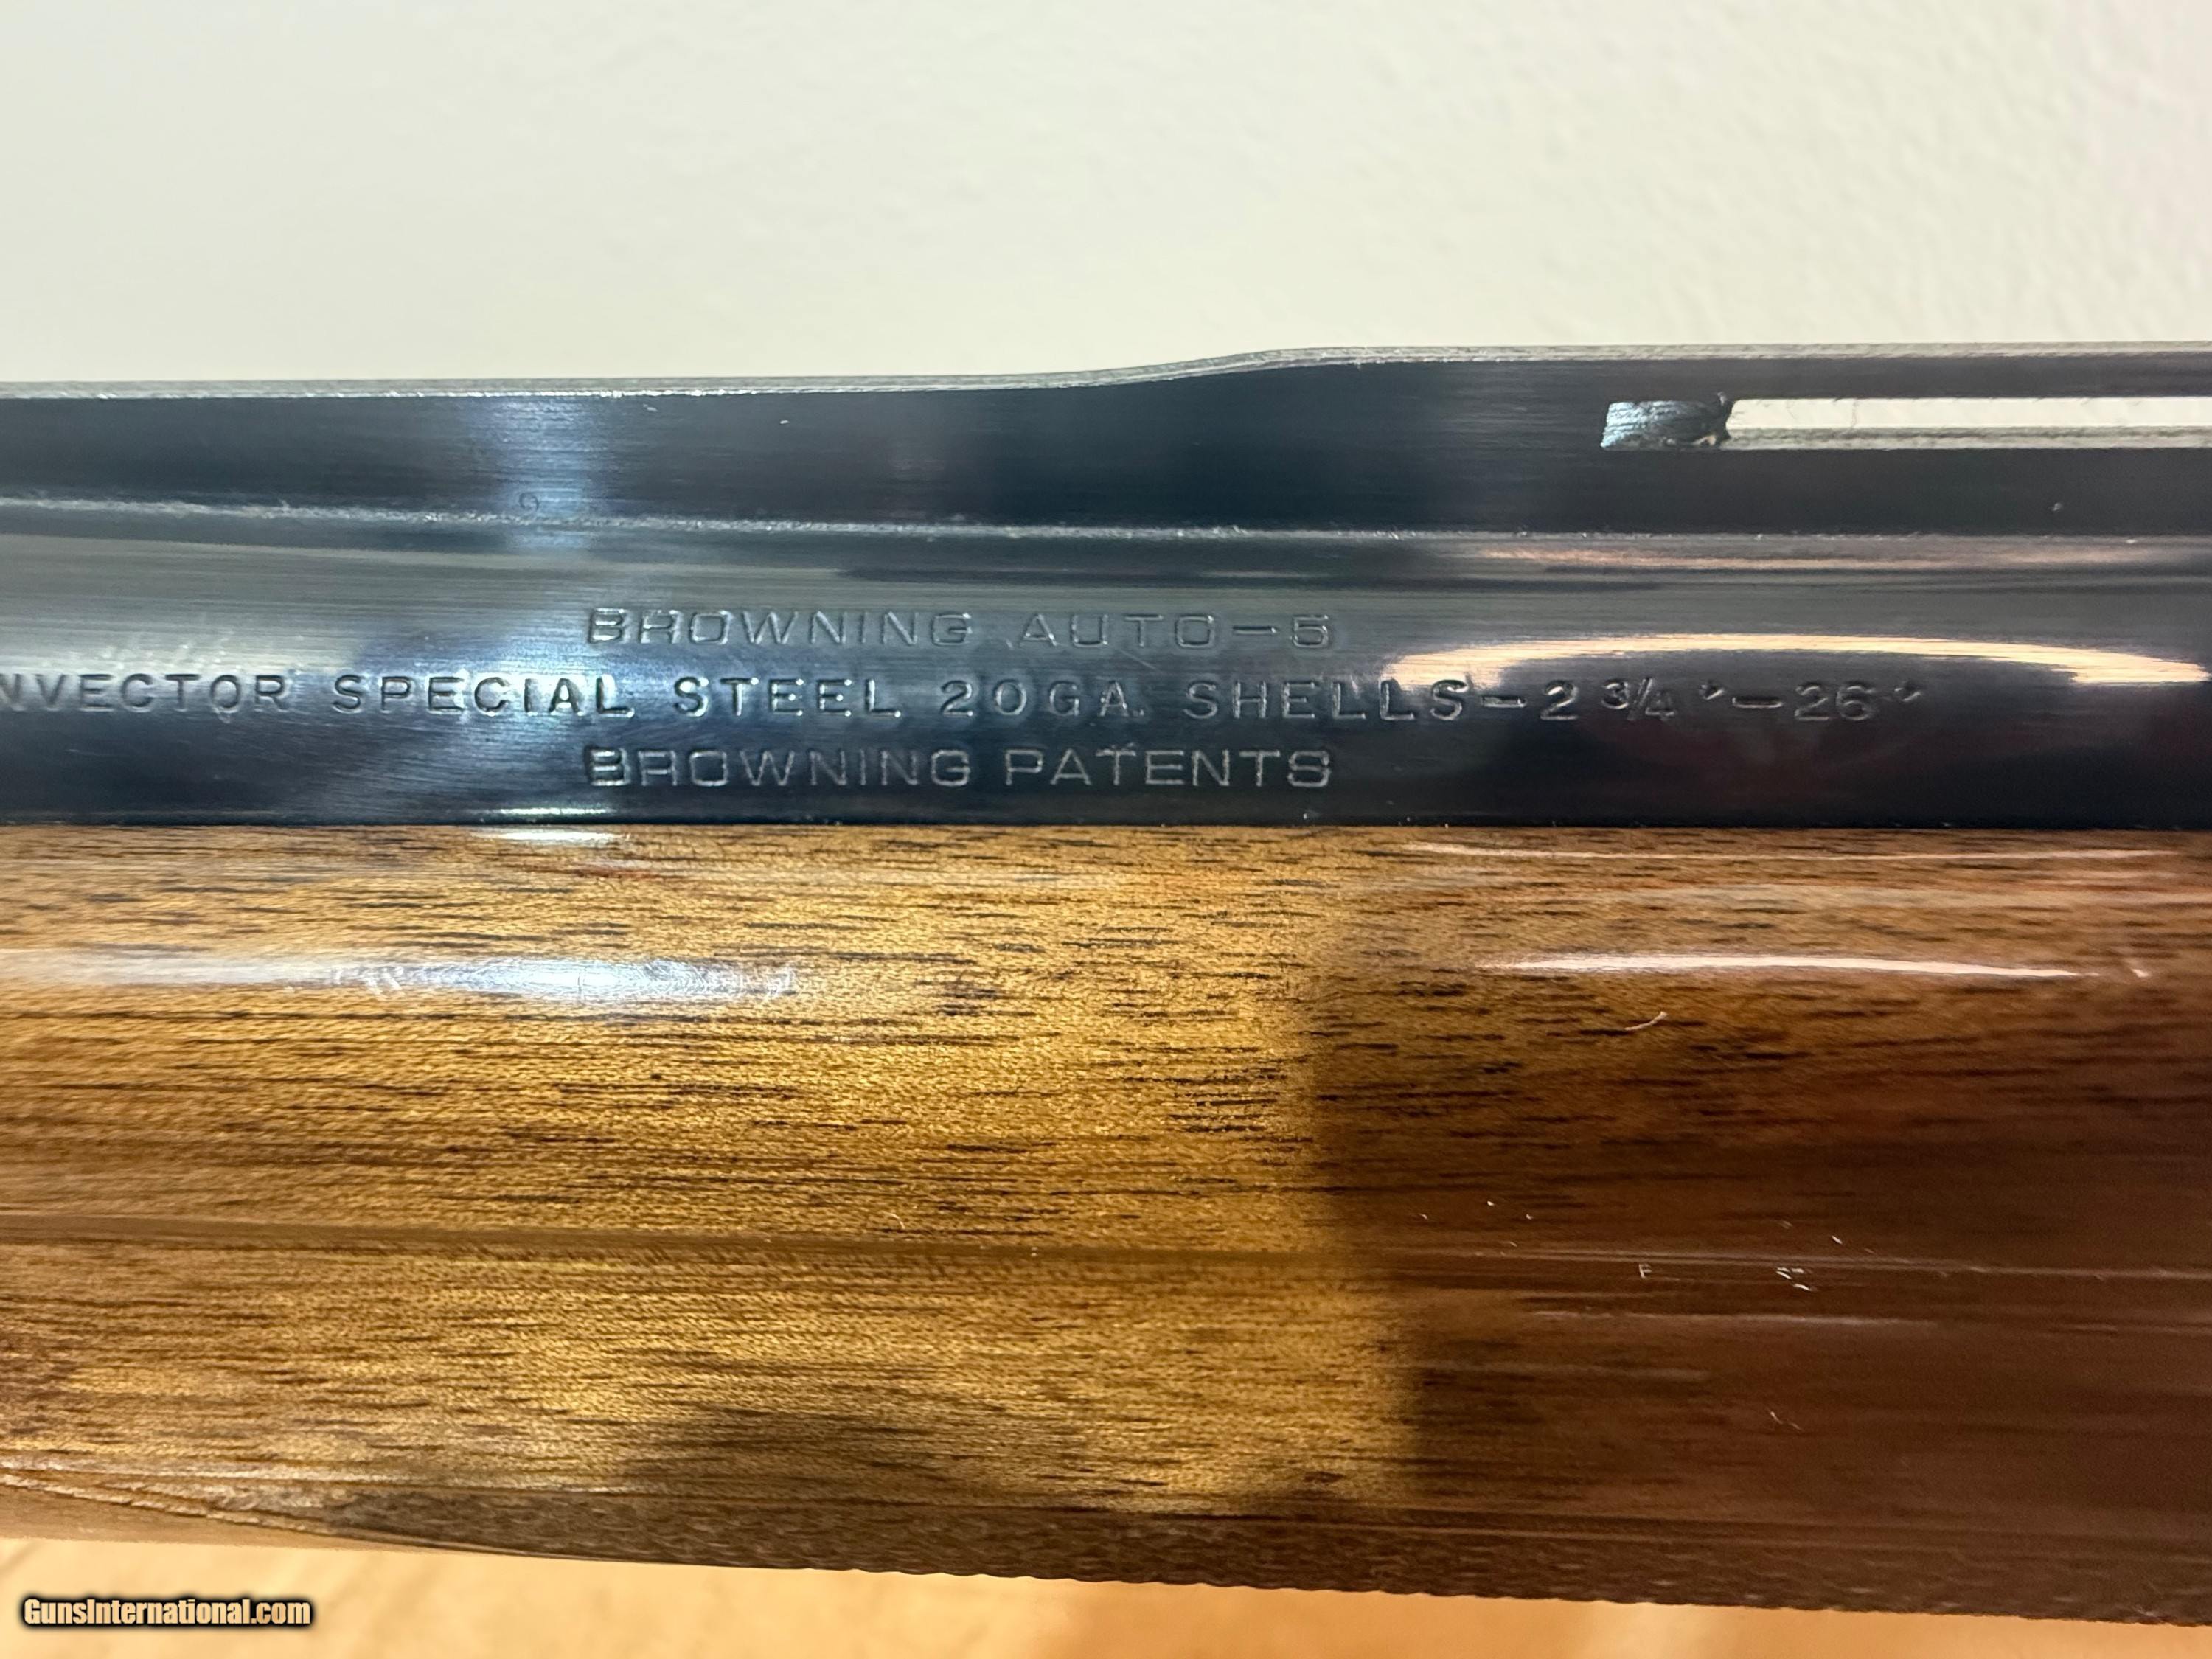 BROWNING AUTO-5
NVECTOR SPECIAL STEEL 20GA. SHELLS-2 3/4"-26"
BROWNING PATENTS
GunsInternational.com